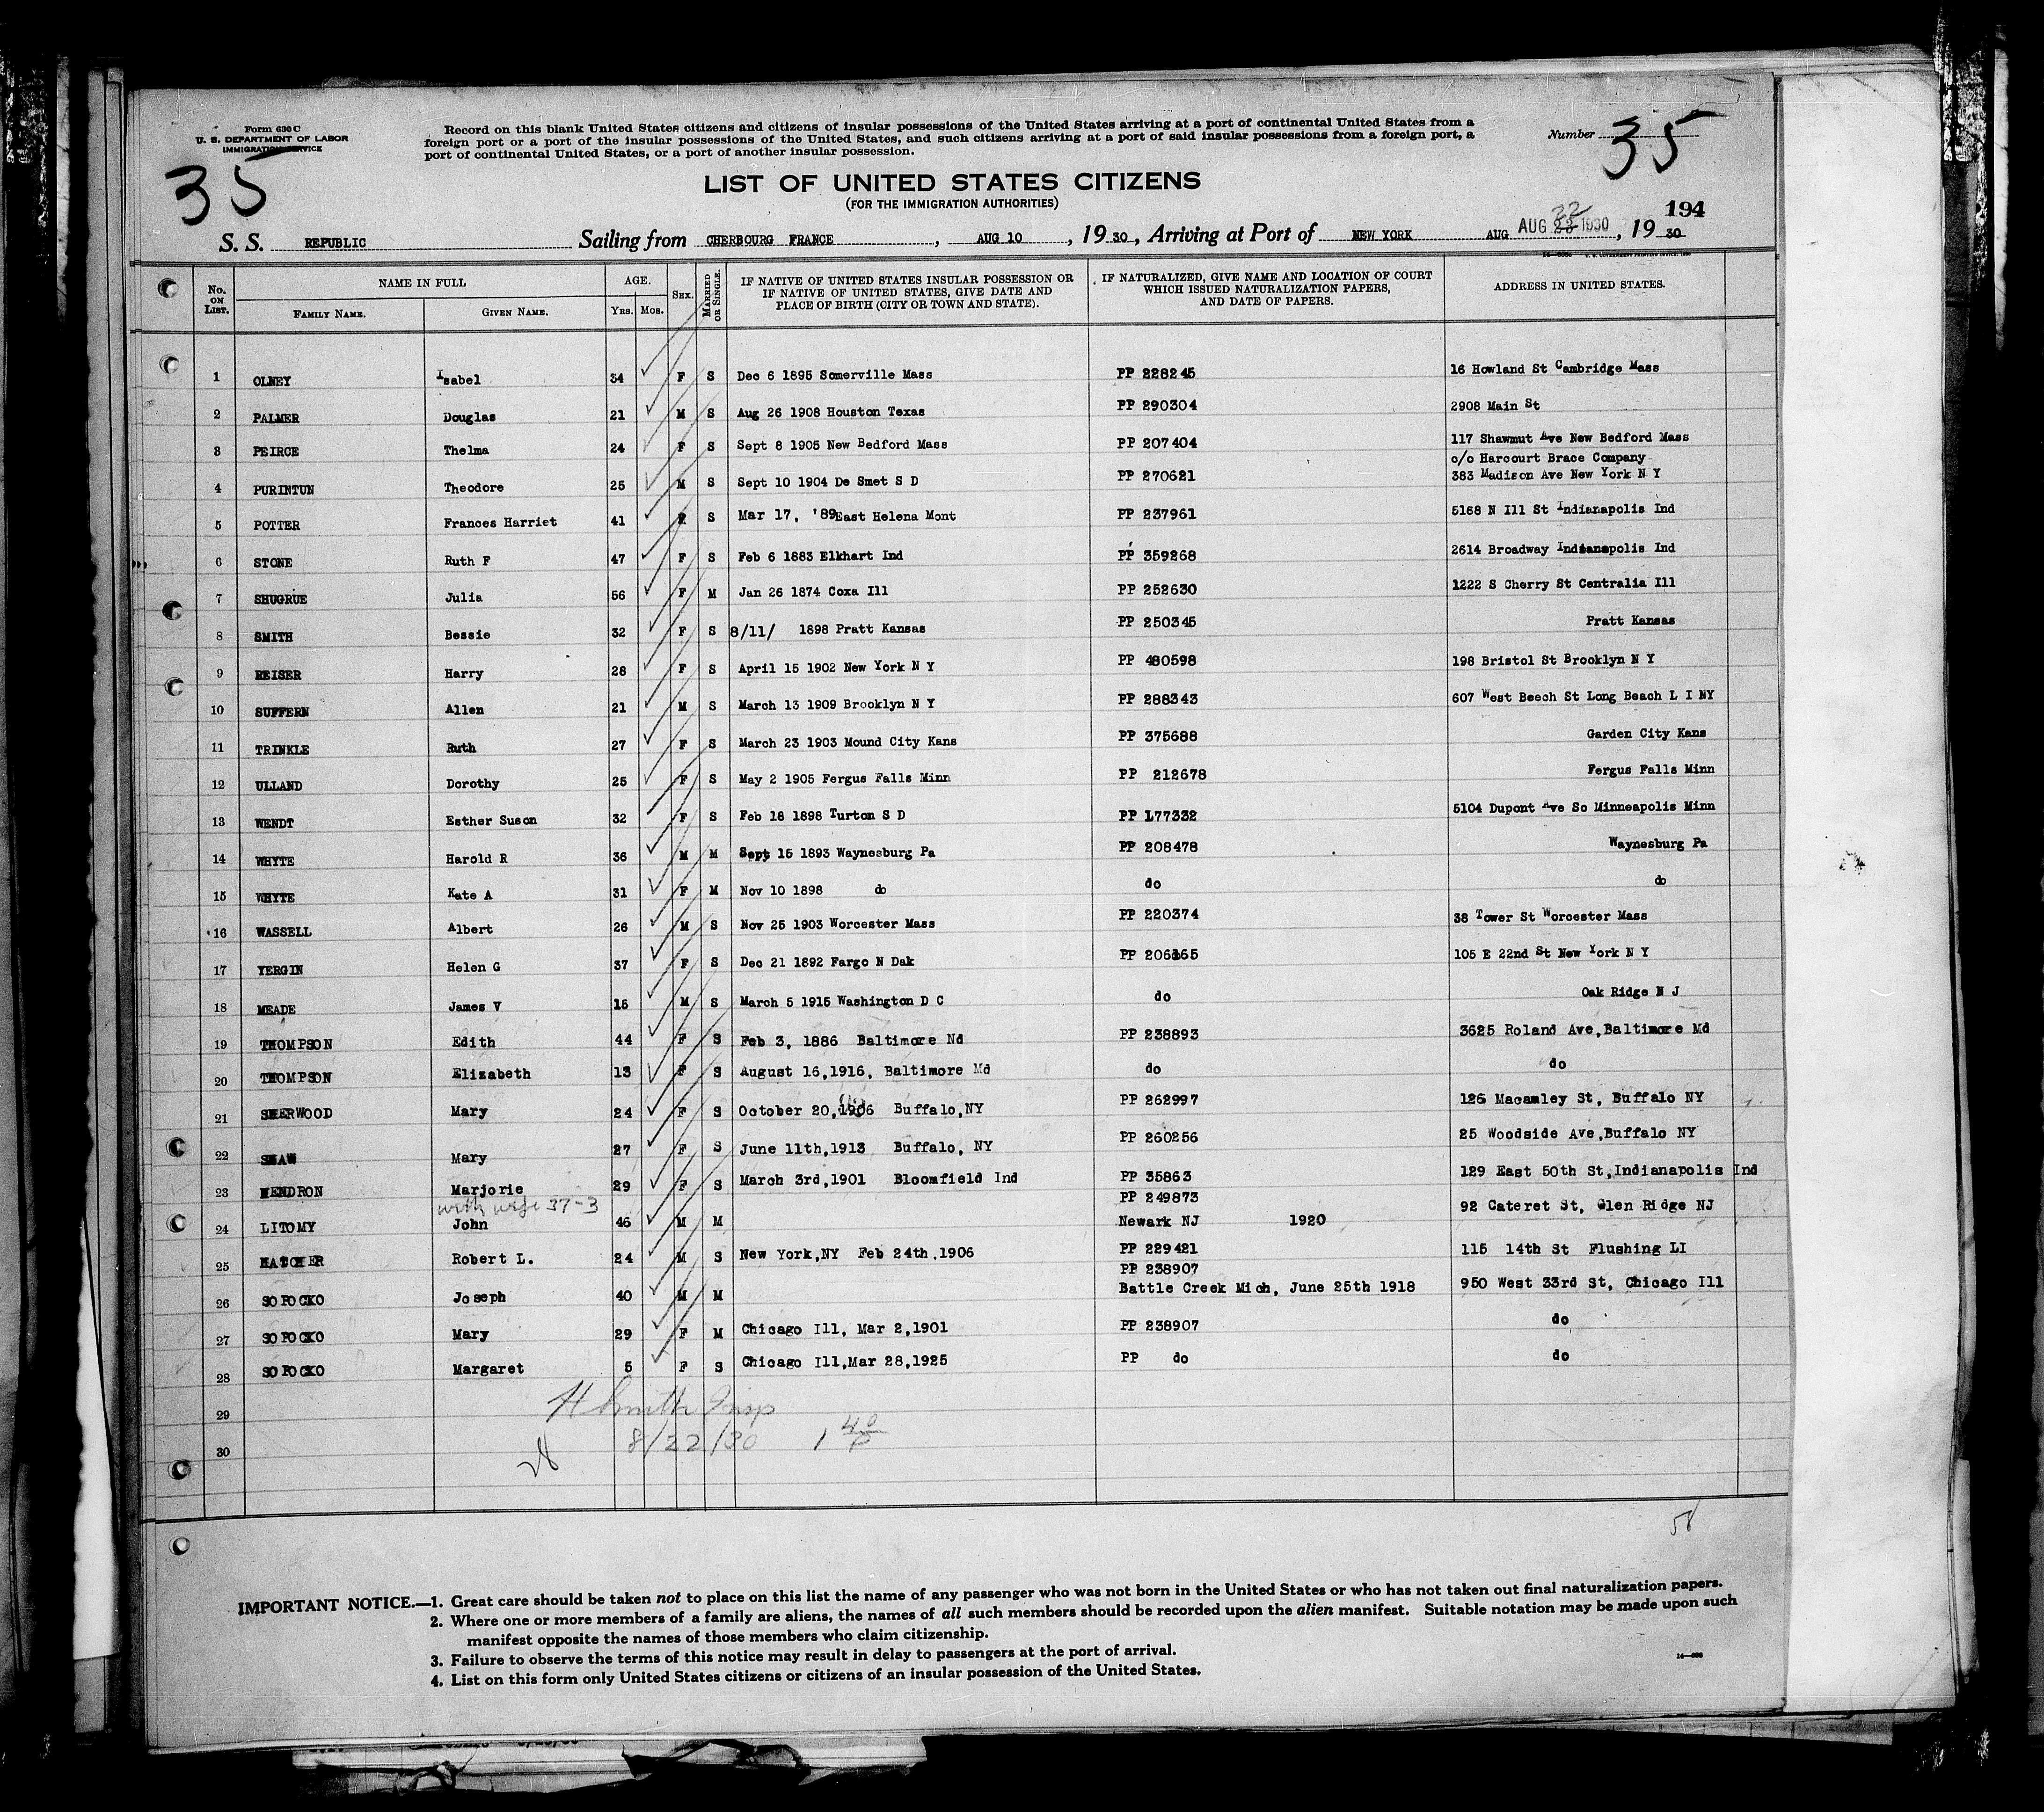 Form 630 C
U. S. DEPARTMENT OF LABOR
IMMIGRATION SERVICE
35
Record on this blank United States citizens and citizens of insular possessions of the United States arriving at a port of continental United States from a
foreign port or a port of the insular possessions of the United States, and such citizens arriving at a port of said insular possessions from a foreign port, a
port of continental United States, or a port of another insular possession.
Number 35
LIST OF UNITED STATES CITIZENS
(FOR THE IMMIGRATION AUTHORITIES)
194
S. S. REPUBLIC Sailing from CHERBOURG FRANCE, AUG 10, 19 30, Arriving at Port of NEW YORK AUG AUG 23 22 1930, 19 30
No. ON LIST. NAME IN FULL FAMILY NAME. GIVEN NAME. AGE. YRS. MOS. SEX. MARRIED OR SINGLE. IF NATIVE OF UNITED STATES INSULAR POSSESSION OR IF NATIVE OF UNITED STATES, GIVE DATE AND PLACE OF BIRTH (CITY OR TOWN AND STATE). IF NATURALIZED, GIVE NAME AND LOCATION OF COURT WHICH ISSUED NATURALIZATION PAPERS, AND DATE OF PAPERS. ADDRESS IN UNITED STATES.
1 OLNEY Isabel 34 F S Dec 6 1895 Somerville Mass PP 228245 16 Howland St Cambridge Mass
2 PALMER Douglas 21 M S Aug 26 1908 Houston Texas PP 290304 2908 Main St
3 PEIRCE Thelma 24 F S Sept 8 1905 New Bedford Mass PP 207404 117 Shawmut Ave New Bedford Mass
c/o Harcourt Brace Company
4 PURINTUN Theodore 25 M S Sept 10 1904 De Smet S D PP 270621 383 Madison Ave New York N Y
5 POTTER Frances Harriet 41 F S Mar 17, '89 East Helena Mont PP 237961 5168 N Ill St Indianapolis Ind
6 STONE Ruth F 47 F S Feb 6 1883 Elkhart Ind PP 359268 2614 Broadway Indianapolis Ind
7 SHUGRUE Julia 56 F M Jan 26 1874 Coxa Ill PP 252630 1222 S Cherry St Centralia Ill
8 SMITH Bessie 32 F S 8/11/ 1898 Pratt Kansas PP 250345 Pratt Kansas
9 REISER Harry 28 F S April 15 1902 New York N Y PP 480598 198 Bristol St Brooklyn N Y
10 SUFFERN Allen 21 M S March 13 1909 Brooklyn N Y PP 288343 607 West Beech St Long Beach L I NY
11 TRINKLE Ruth 27 F S March 23 1903 Mound City Kans PP 375688 Garden City Kans
12 ULLAND Dorothy 25 F S May 2 1905 Fergus Falls Minn PP 212678 Fergus Falls Minn
13 WENDT Esther Suson 32 F S Feb 18 1898 Turton S D PP 177332 5104 Dupont Ave So Minneapolis Minn
14 WHYTE Harold R 36 M M Sept 15 1893 Waynesburg Pa PP 208478 Waynesburg Pa
15 WHYTE Kate A 31 F M Nov 10 1898 do do do
16 WASSELL Albert 26 M S Nov 25 1903 Worcester Mass PP 220374 38 Tower St Worcester Mass
17 YERGIN Helen G 37 F S Dec 21 1892 Fargo N Dak PP 206165 105 E 22nd St New York N Y
18 MEADE James V 15 M S March 5 1915 Washington D C do Oak Ridge N J
19 THOMPSON Edith 44 F S Feb 3, 1886 Baltimore Nd PP 238893 3625 Roland Ave,Baltimore Md
20 THOMPSON Elizabeth 13 F S August 16,1916, Baltimore Md do do
21 SHERWOOD Mary 24 F S October 20,1906 Buffalo,NY PP 262997 126 Macamley St, Buffalo NY
22 SHAW Mary 27 F S June 11th,1913 Buffalo, NY PP 260256 25 Woodside Ave,Buffalo NY
23 HENDRON Marjorie 29 F S March 3rd,1901 Bloomfield Ind PP 35863 129 East 50th St,Indianapolis Ind
with wife 37-3 PP 249873
24 LITOMY John 46 M M Newark NJ 1920 92 Cateret St, Glen Ridge NJ
25 HATCHER Robert L. 24 M S New York,NY Feb 24th,1906 PP 229421 115 14th St Flushing LI
PP 238907
26 SOPOCKO Joseph 40 M M Battle Creek Mich, June 25th 1918 950 West 33rd St, Chicago Ill
27 SOPOCKO Mary 29 F M Chicago Ill, Mar 2,1901 PP 238907 do
28 SOPOCKO Margaret 5 F S Chicago Ill,Mar 28,1925 PP do do
29 H Smith Insp
30 8/22/30
28
IMPORTANT NOTICE.—1. Great care should be taken not to place on this list the name of any passenger who was not born in the United States or who has not taken out final naturalization papers.
2. Where one or more members of a family are aliens, the names of all such members should be recorded upon the alien manifest. Suitable notation may be made upon such
manifest opposite the names of those members who claim citizenship.
3. Failure to observe the terms of this notice may result in delay to passengers at the port of arrival.
4. List on this form only United States citizens or citizens of an insular possession of the United States.